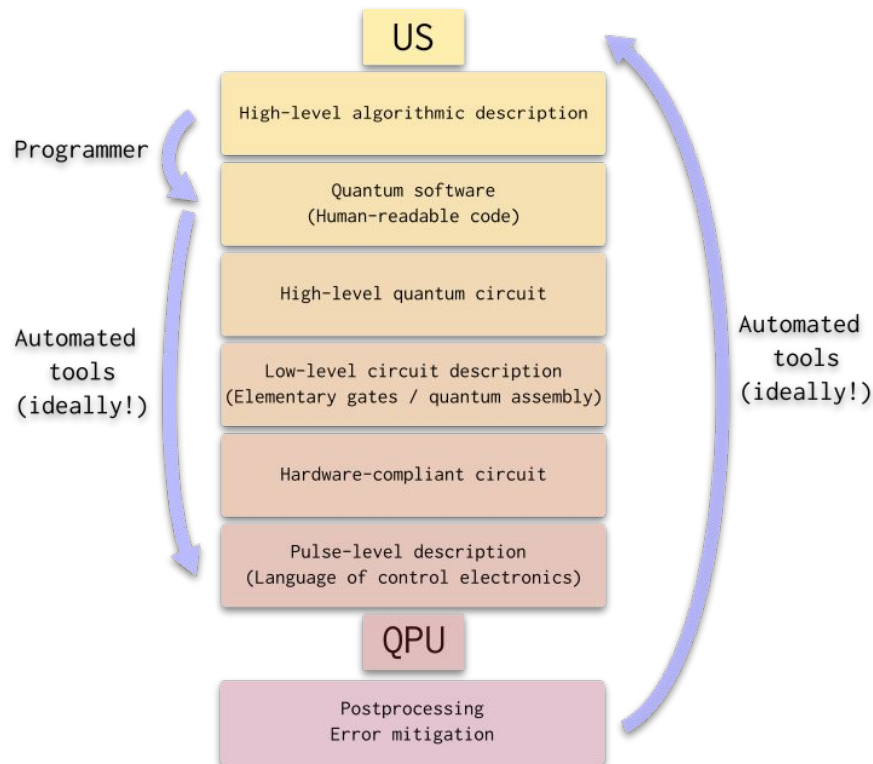 US
High-level algorithmic description
Programmer
Quantum software
(Human-readable code)
High-level quantum circuit
Automated
tools
(ideally!)
Low-level circuit description
(Elementary gates / quantum assembly)
Automated
tools
(ideally!)
Hardware-compliant circuit
Pulse-level description
(Language of control electronics)
QPU
Postprocessing
Error mitigation